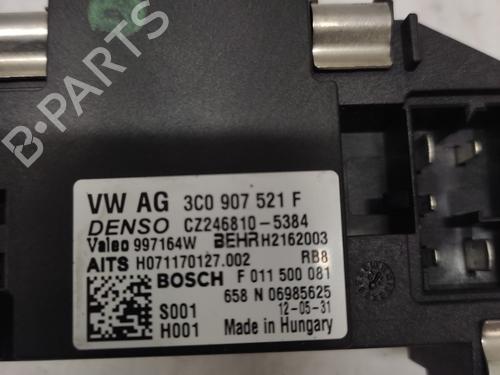 B-PARTS
VW AG 3C0 907 521 F
DENSO CZ246810-5384
Valeo 997164W BEHR H2162003
AITS H071170127.002 RB8
BOSCH F 011 500 081
658 N 06985625
S001 12-05-31
H001 Made in Hungary